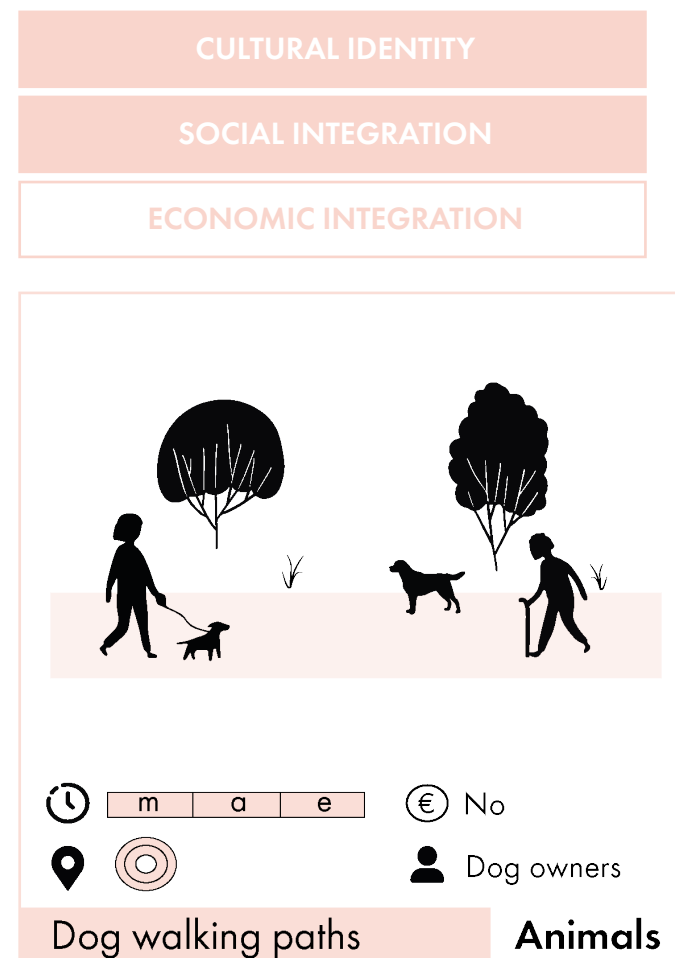 CULTURAL IDENTITY
SOCIAL INTEGRATION
ECONOMIC INTEGRATION
m a e
€ No
Dog owners
Dog walking paths
Animals